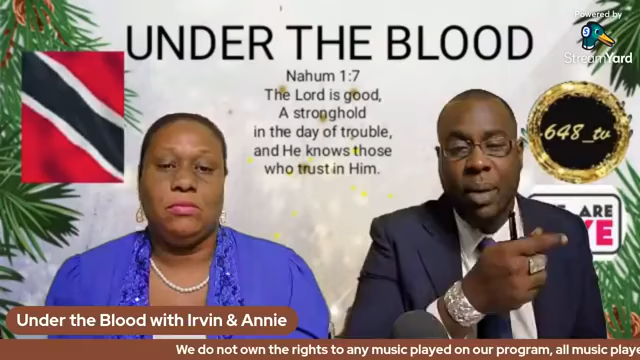 Powered by
StreamYard
UNDER THE BLOOD
Nahum 1:7
The Lord is good,
A stronghold
in the day of trouble,
and He knows those
who trust in Him.
648_tv
ARE
Under the Blood with Irvin & Annie
We do not own the rights to any music played on our program, all music playe